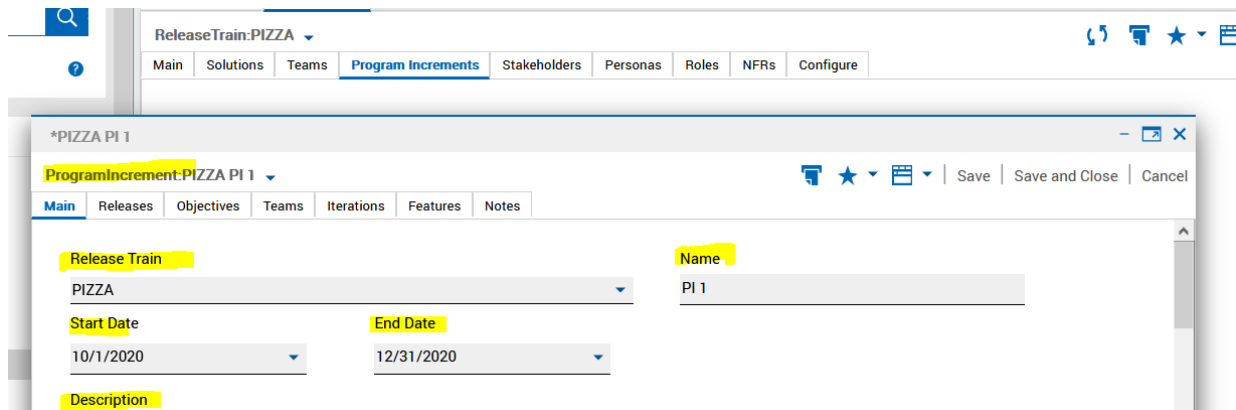 ReleaseTrain:PIZZA
Main Solutions Teams Program Increments Stakeholders Personas Roles NFRs Configure
*PIZZA PI 1
ProgramIncrement:PIZZA PI 1 Save Save and Close Cancel
Main Releases Objectives Teams Iterations Features Notes
Release Train Name
PIZZA PI 1
Start Date End Date
10/1/2020 12/31/2020
Description